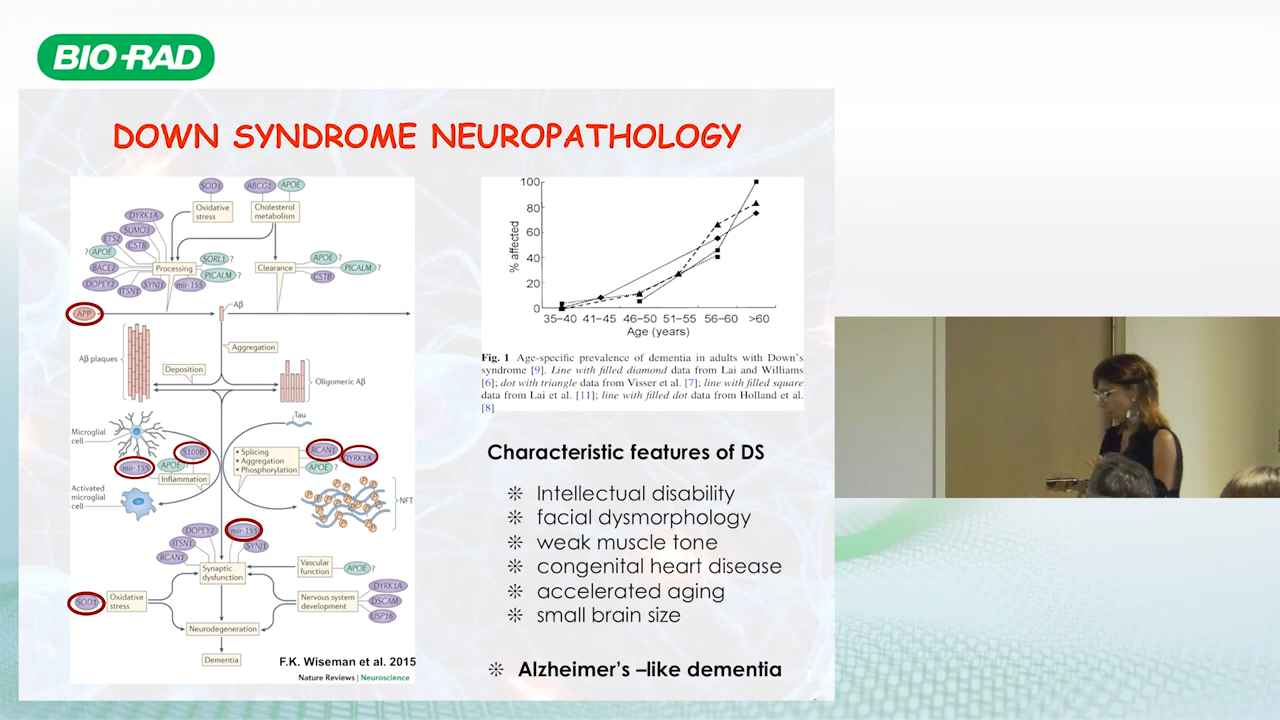 BIO-RAD
DOWN SYNDROME NEUROPATHOLOGY
SOD1
ABCG1
APOE
Oxidative
stress
Cholesterol
metabolism
DYRK1A
SUMO3
ETS2
CSTB
? APOE
BACE2
DOPEY2
ITSN1
SYNJ1
mir-155
Processing
SORL1 ?
PICALM ?
Clearance
APOE ?
PICALM ?
CSTB
APP
Aβ
Aggregation
Aβ plaques
Deposition
Oligomeric Aβ
Tau
Microglial
cell
S100B
mir-155
APOE ?
Inflammation
• Splicing
• Aggregation
• Phosphorylation
RCAN1
DYRK1A
APOE ?
Activated
microglial
cell
NFT
DOPEY2
mir-155
ITSN1
SYNJ1
RCAN1
Synaptic
dysfunction
Vascular
function
APOE ?
SOD1
Oxidative
stress
Nervous system
development
DYRK1A
DSCAM
USP16
Neurodegeneration
Dementia
F.K. Wiseman et al. 2015
Nature Reviews | Neuroscience
% affected
100
80
60
40
20
0
35–40 41–45 46–50 51–55 56–60 >60
Age (years)
Fig. 1 Age-specific prevalence of dementia in adults with Down's
syndrome [9]. Line with filled diamond data from Lai and Williams
[6]; dot with triangle data from Visser et al. [7]; line with filled square
data from Lai et al. [11]; line with filled dot data from Holland et al.
[8]
Characteristic features of DS
Intellectual disability
facial dysmorphology
weak muscle tone
congenital heart disease
accelerated aging
small brain size
Alzheimer's –like dementia